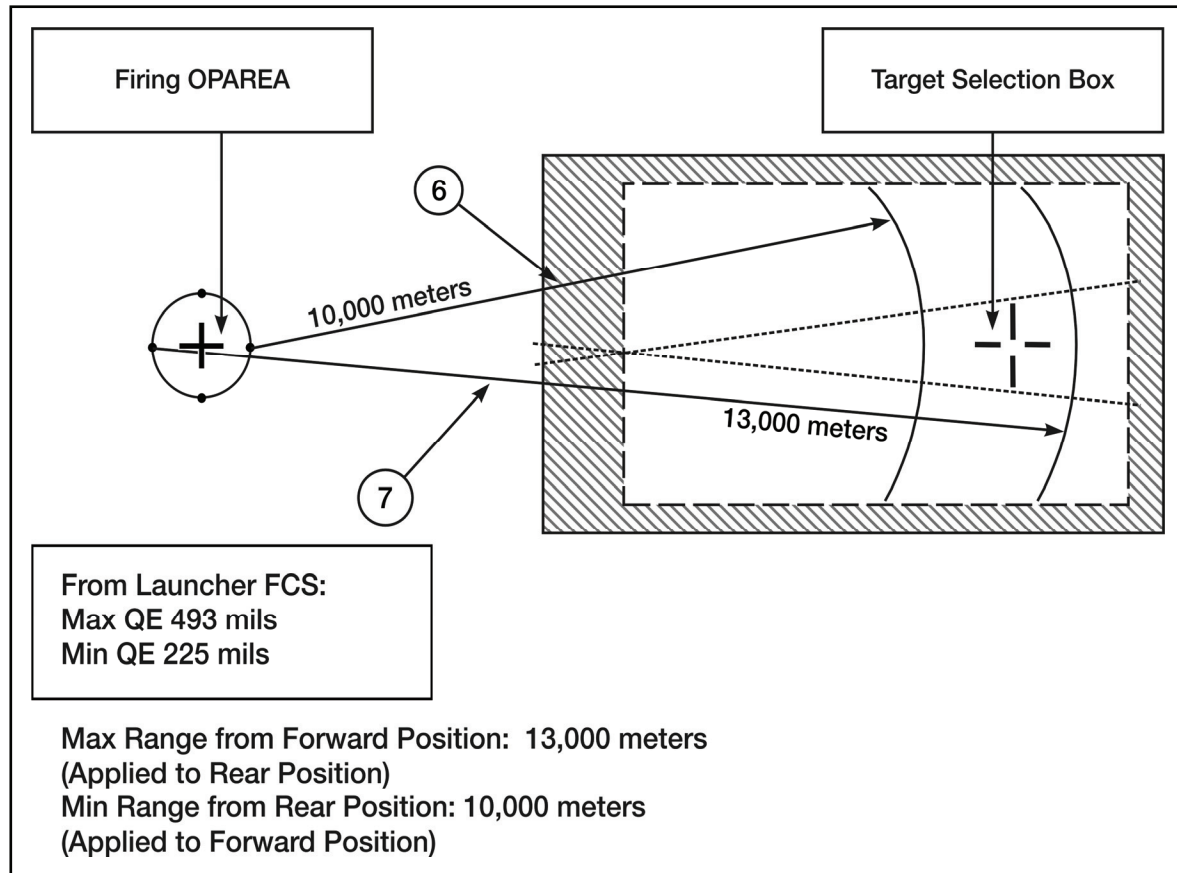 Firing OPAREA
Target Selection Box
6
10,000 meters
13,000 meters
7
From Launcher FCS:
Max QE 493 mils
Min QE 225 mils
Max Range from Forward Position:  13,000 meters
(Applied to Rear Position)
Min Range from Rear Position: 10,000 meters
(Applied to Forward Position)